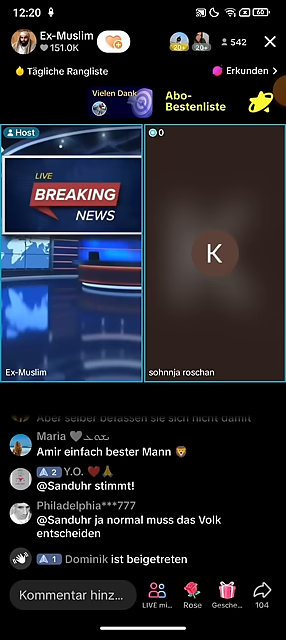 12:20
60
Ex-Muslim
151.0K
20+
20+
542
Tägliche Rangliste
Erkunden >
Vielen Dank
Abo-
Bestenliste
Host
0
LIVE
BREAKING
NEWS
K
Ex-Muslim
sohnnja roschan
Aber selber befassen sie sich nicht damit
Maria
Amir einfach bester Mann 🦁
2 Y.O. ❤️🙏
@Sanduhr stimmt!
Philadelphia***777
@Sanduhr ja normal muss das Volk
entscheiden
1 Dominik ist beigetreten
Kommentar hinz...
LIVE mi...
Rose
Gesche...
104